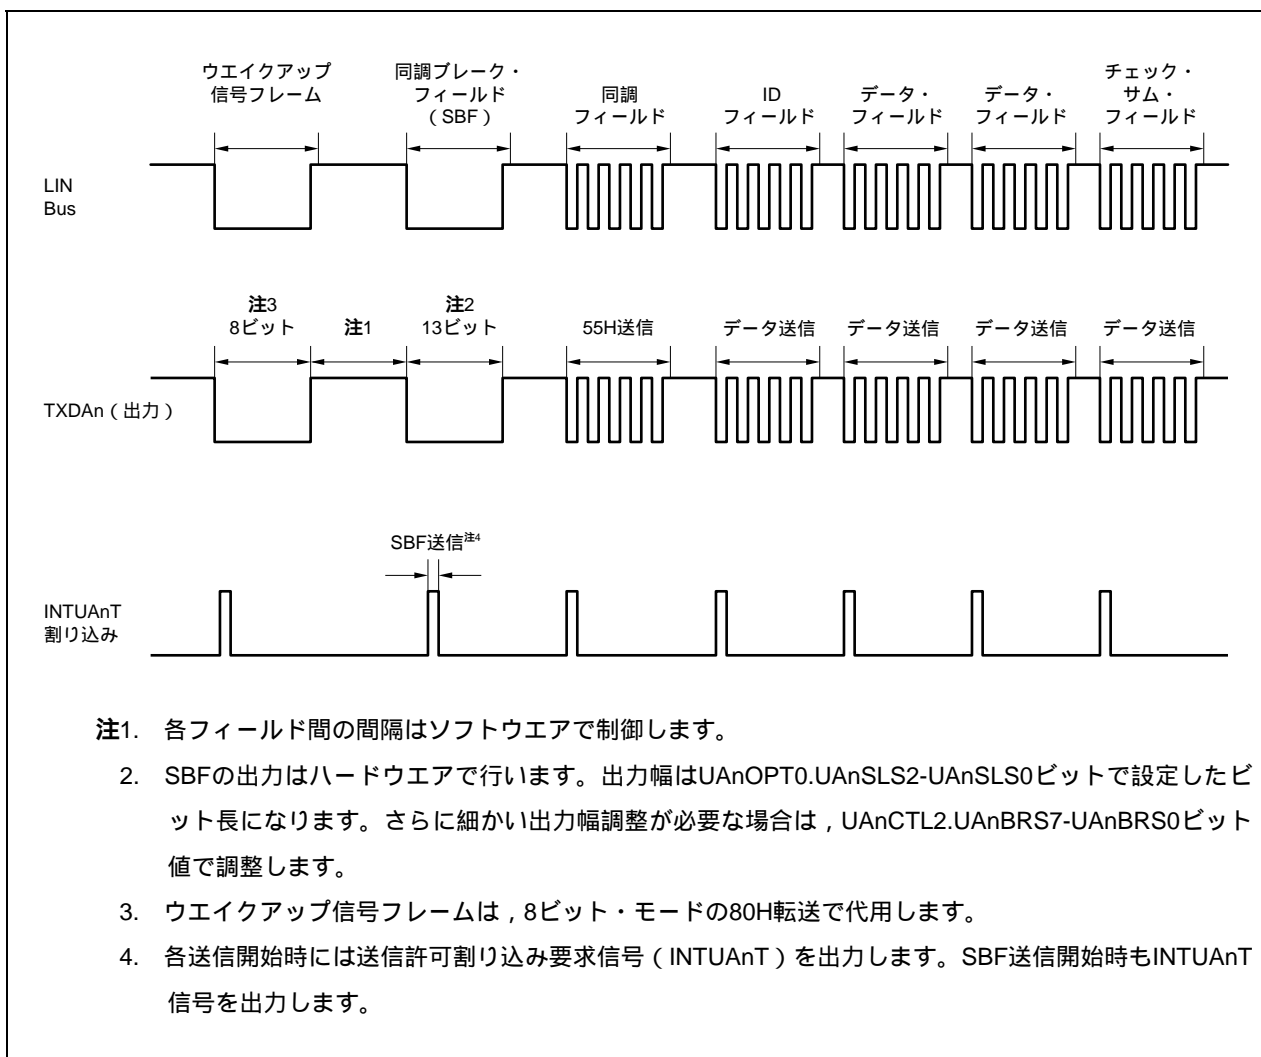 ウエイクアップ
信号フレーム
同調ブレーク・
フィールド
（SBF）
同調
フィールド
ID
フィールド
データ・
フィールド
データ・
フィールド
チェック・
サム・
フィールド
LIN
Bus
注3
8ビット
注1
注2
13ビット
55H送信
データ送信
データ送信
データ送信
データ送信
TXDAn（出力）
SBF送信注4
INTUAnT
割り込み
注1. 各フィールド間の間隔はソフトウエアで制御します。
2. SBFの出力はハードウエアで行います。出力幅はUAnOPT0.UAnSLS2-UAnSLS0ビットで設定したビ
ット長になります。さらに細かい出力幅調整が必要な場合は，UAnCTL2.UAnBRS7-UAnBRS0ビット
値で調整します。
3. ウエイクアップ信号フレームは，8ビット・モードの80H転送で代用します。
4. 各送信開始時には送信許可割り込み要求信号（INTUAnT）を出力します。SBF送信開始時もINTUAnT
信号を出力します。